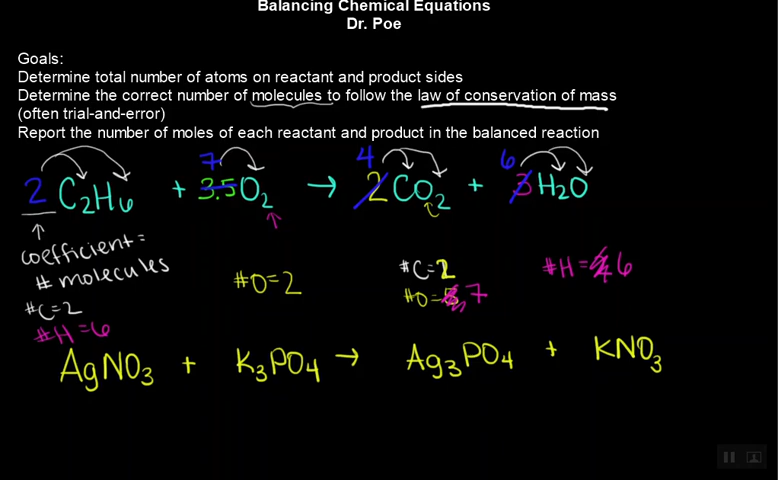 Balancing Chemical Equations
Dr. Poe
Goals:
Determine total number of atoms on reactant and product sides
Determine the correct number of molecules to follow the law of conservation of mass
(often trial-and-error)
Report the number of moles of each reactant and product in the balanced reaction
7 4 6
2 C₂H₆ + 3.5 O₂ → 2 CO₂ + 3 H₂O
coefficient =
# molecules
#C=2
#H=6
#O=2
#C=2
#O=5 7
#H=4 6
AgNO₃ + K₃PO₄ → Ag₃PO₄ + KNO₃